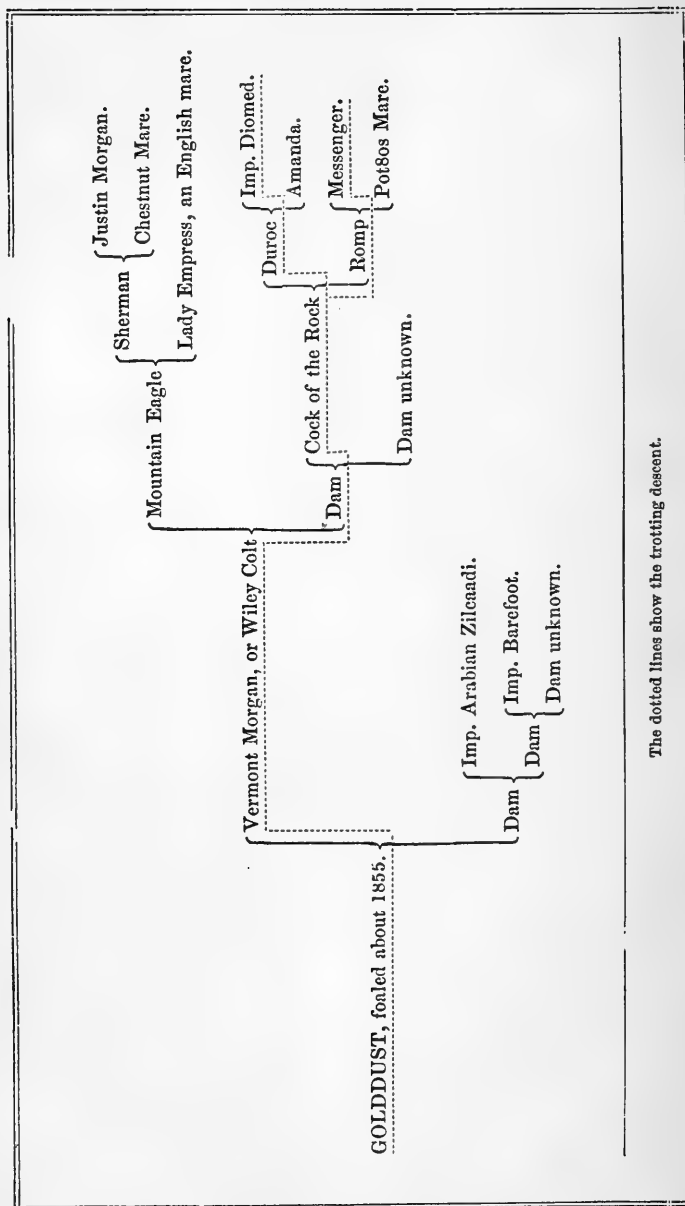 GOLDDUST, foaled about 1855.
Vermont Morgan, or Wiley Colt
Mountain Eagle
Sherman
Justin Morgan.
Chestnut Mare.
Lady Empress, an English mare.
Dam
Cock of the Rock
Duroc
Imp. Diomed.
Amanda.
Romp
Messenger.
Pot8os Mare.
Dam unknown.
Dam
Imp. Arabian Zilcaadi.
Dam
Imp. Barefoot.
Dam unknown.
The dotted lines show the trotting descent.